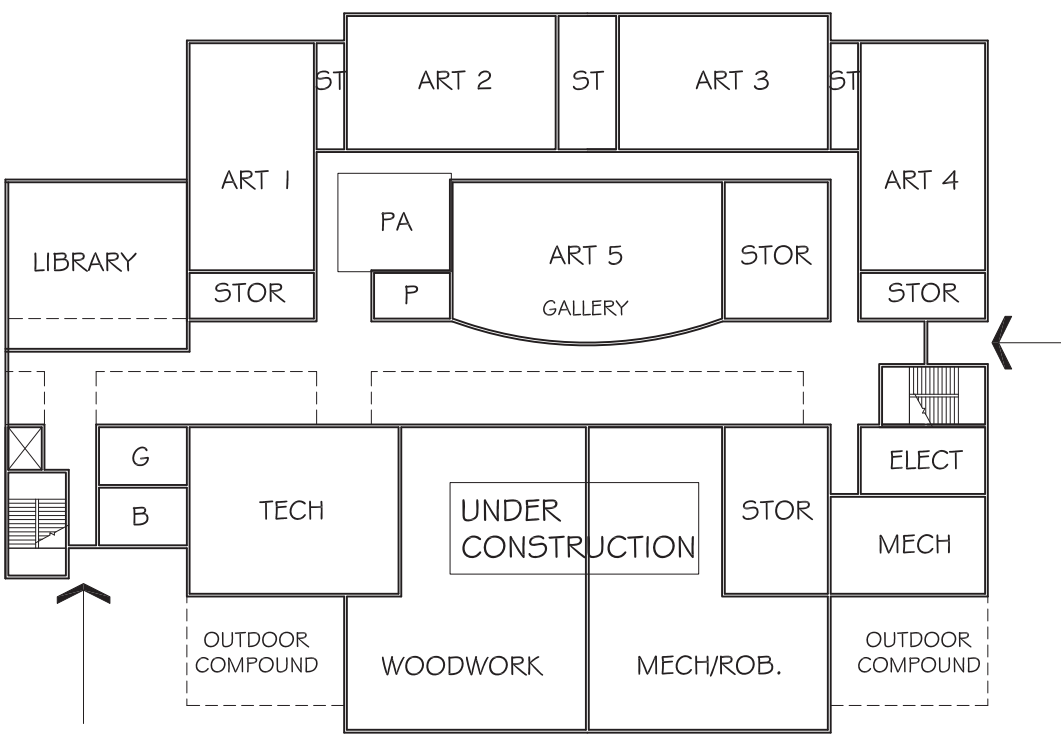 ST
ART 2
ST
ART 3
ST
ART 1
ART 4
PA
LIBRARY
ART 5
STOR
STOR
P
GALLERY
STOR
G
ELECT
B
TECH
UNDER
CONSTRUCTION
STOR
MECH
OUTDOOR
COMPOUND
WOODWORK
MECH/ROB.
OUTDOOR
COMPOUND